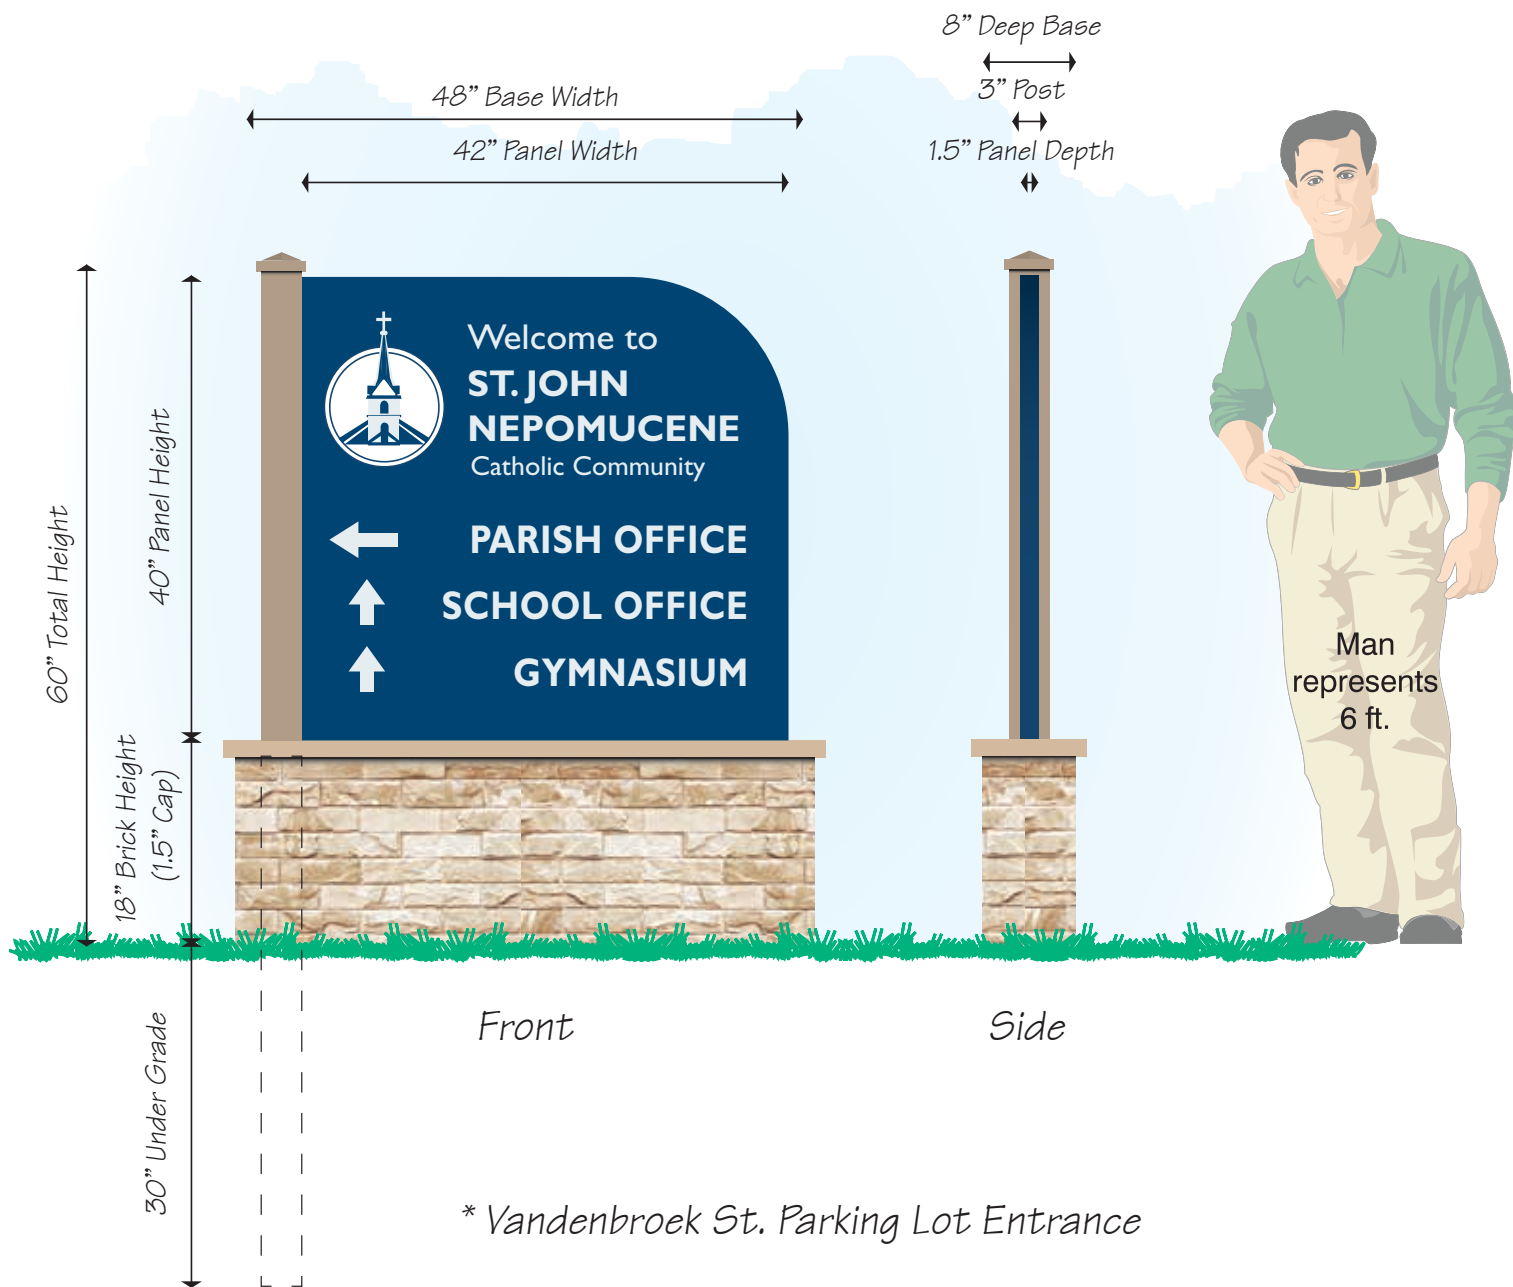 8” Deep Base
3” Post
1.5” Panel Depth
48” Base Width
42” Panel Width
60” Total Height
40” Panel Height
18” Brick Height
(1.5” Cap)
30” Under Grade
Welcome to
ST. JOHN
NEPOMUCENE
Catholic Community
PARISH OFFICE
SCHOOL OFFICE
GYMNASIUM
Man
represents
6 ft.
Front
Side
* Vandenbroek St. Parking Lot Entrance